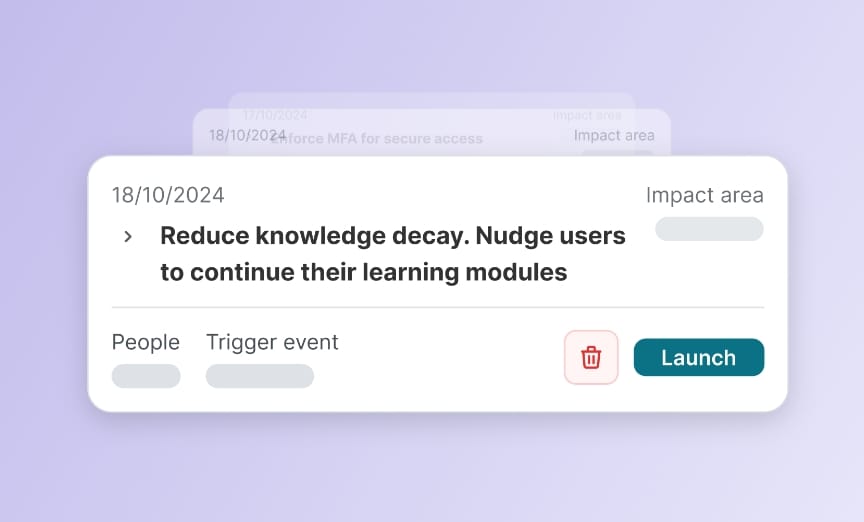 17/10/2024
Impact area
18/10/2024
Enforce MFA for secure access
Impact area
18/10/2024
Impact area
Reduce knowledge decay. Nudge users
to continue their learning modules
People
Trigger event
Launch